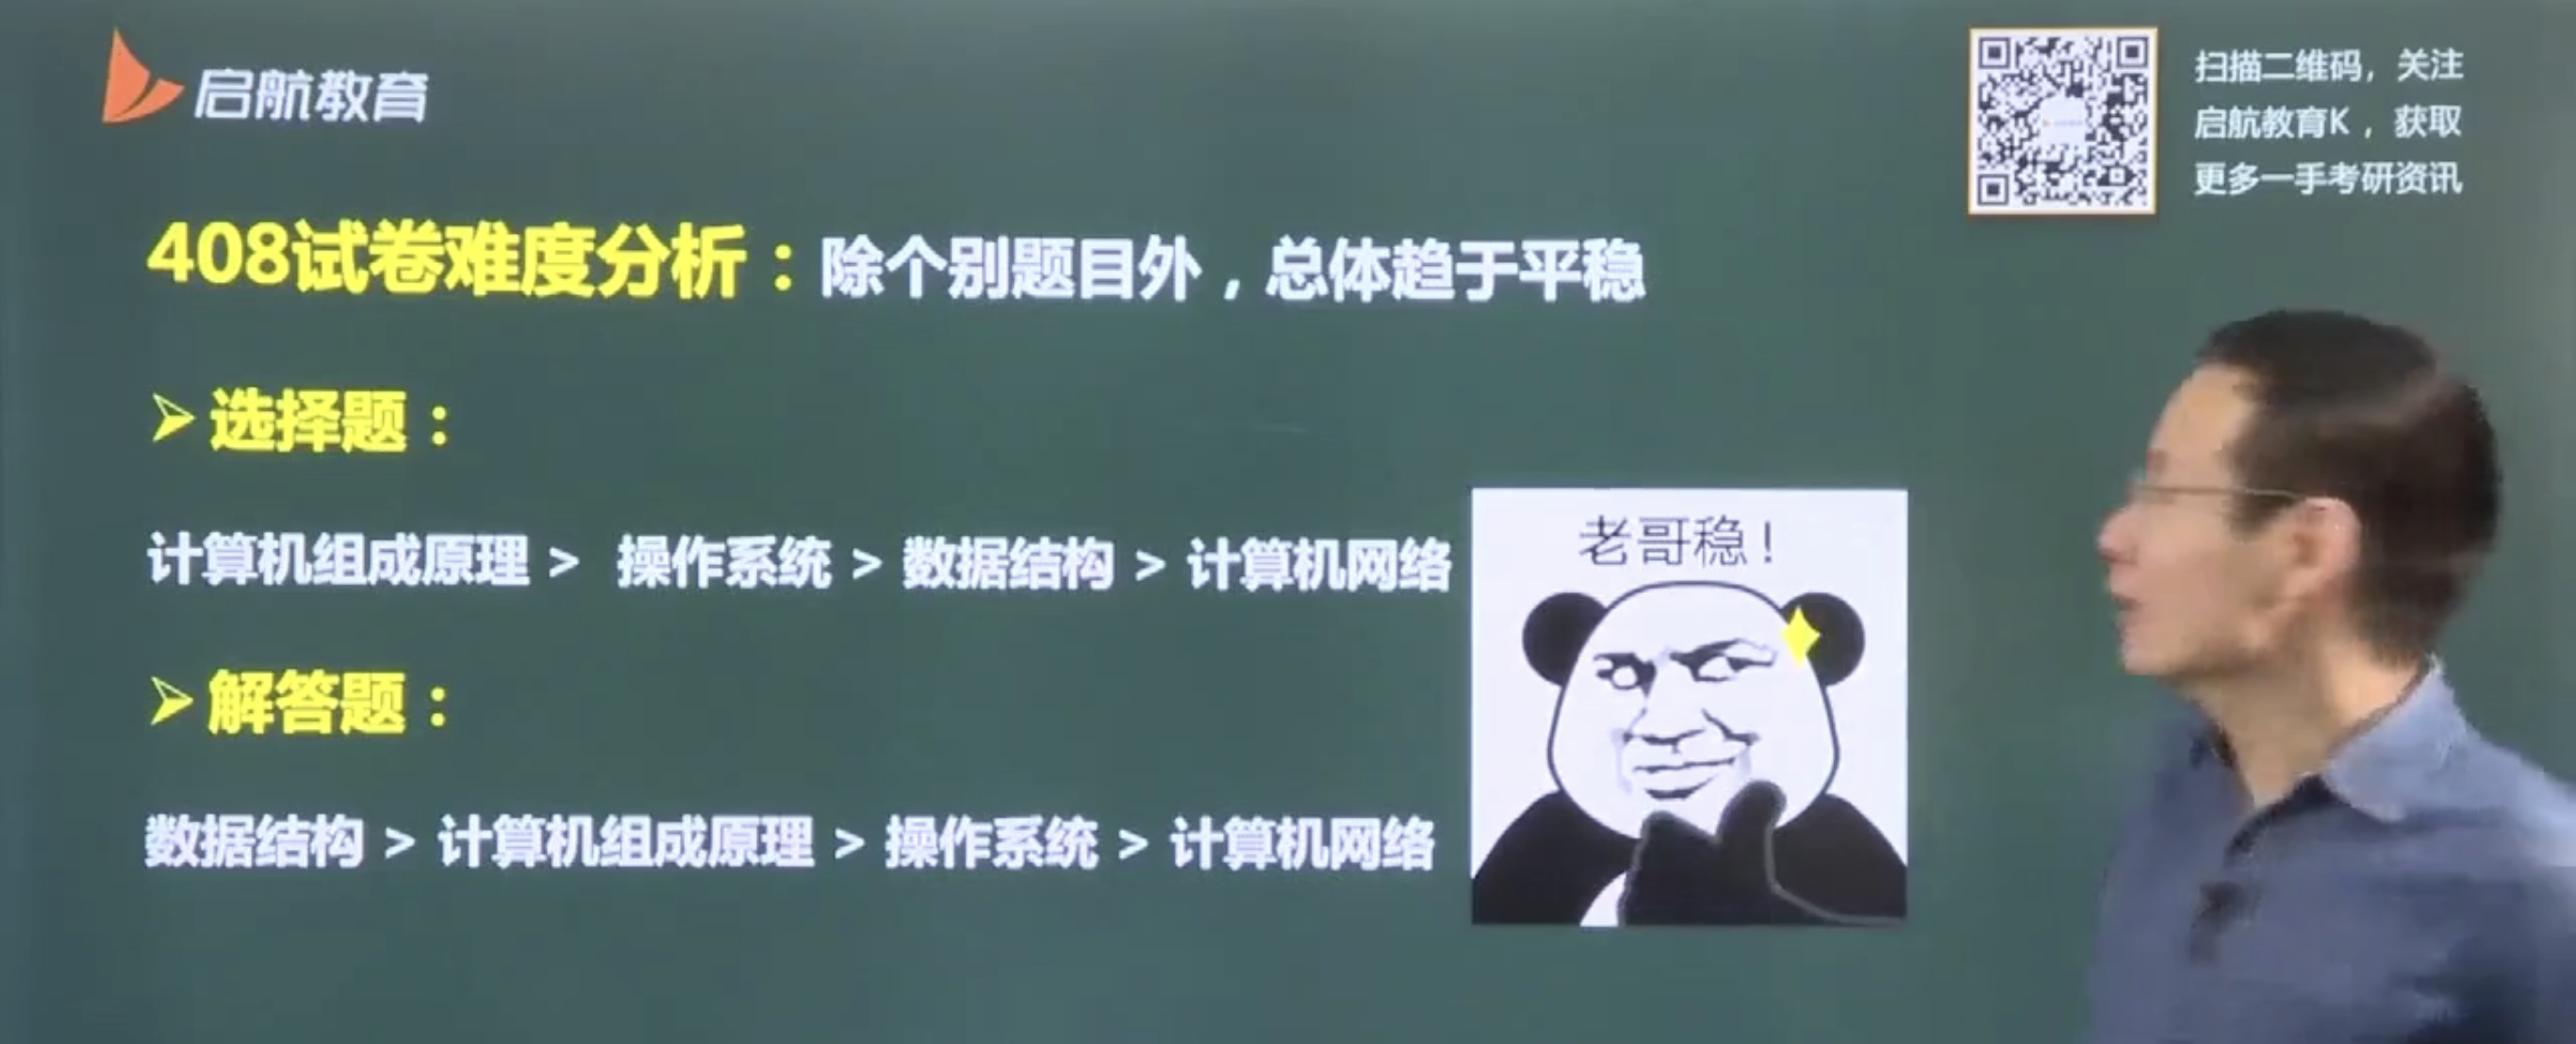 启航教育
扫描二维码，关注
启航教育K，获取
更多一手考研资讯
408试卷难度分析：除个别题目外，总体趋于平稳
➢ 选择题：
计算机组成原理 > 操作系统 > 数据结构 > 计算机网络
老哥稳！
➢ 解答题：
数据结构 > 计算机组成原理 > 操作系统 > 计算机网络